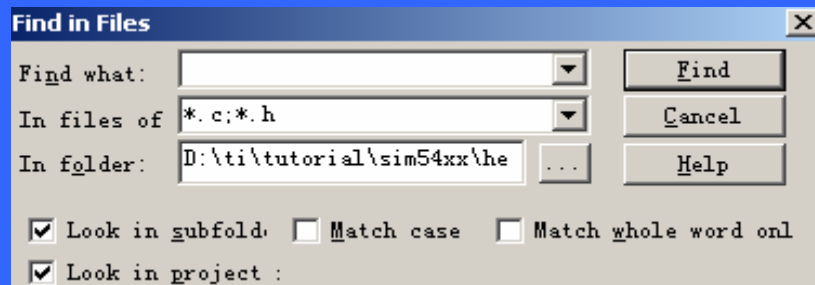 Find in Files
Find what:
Find
In files of
*.c;*.h
Cancel
In folder:
D:\ti\tutorial\sim54xx\he
...
Help
Look in subfold
Match case
Match whole word onl
Look in project :